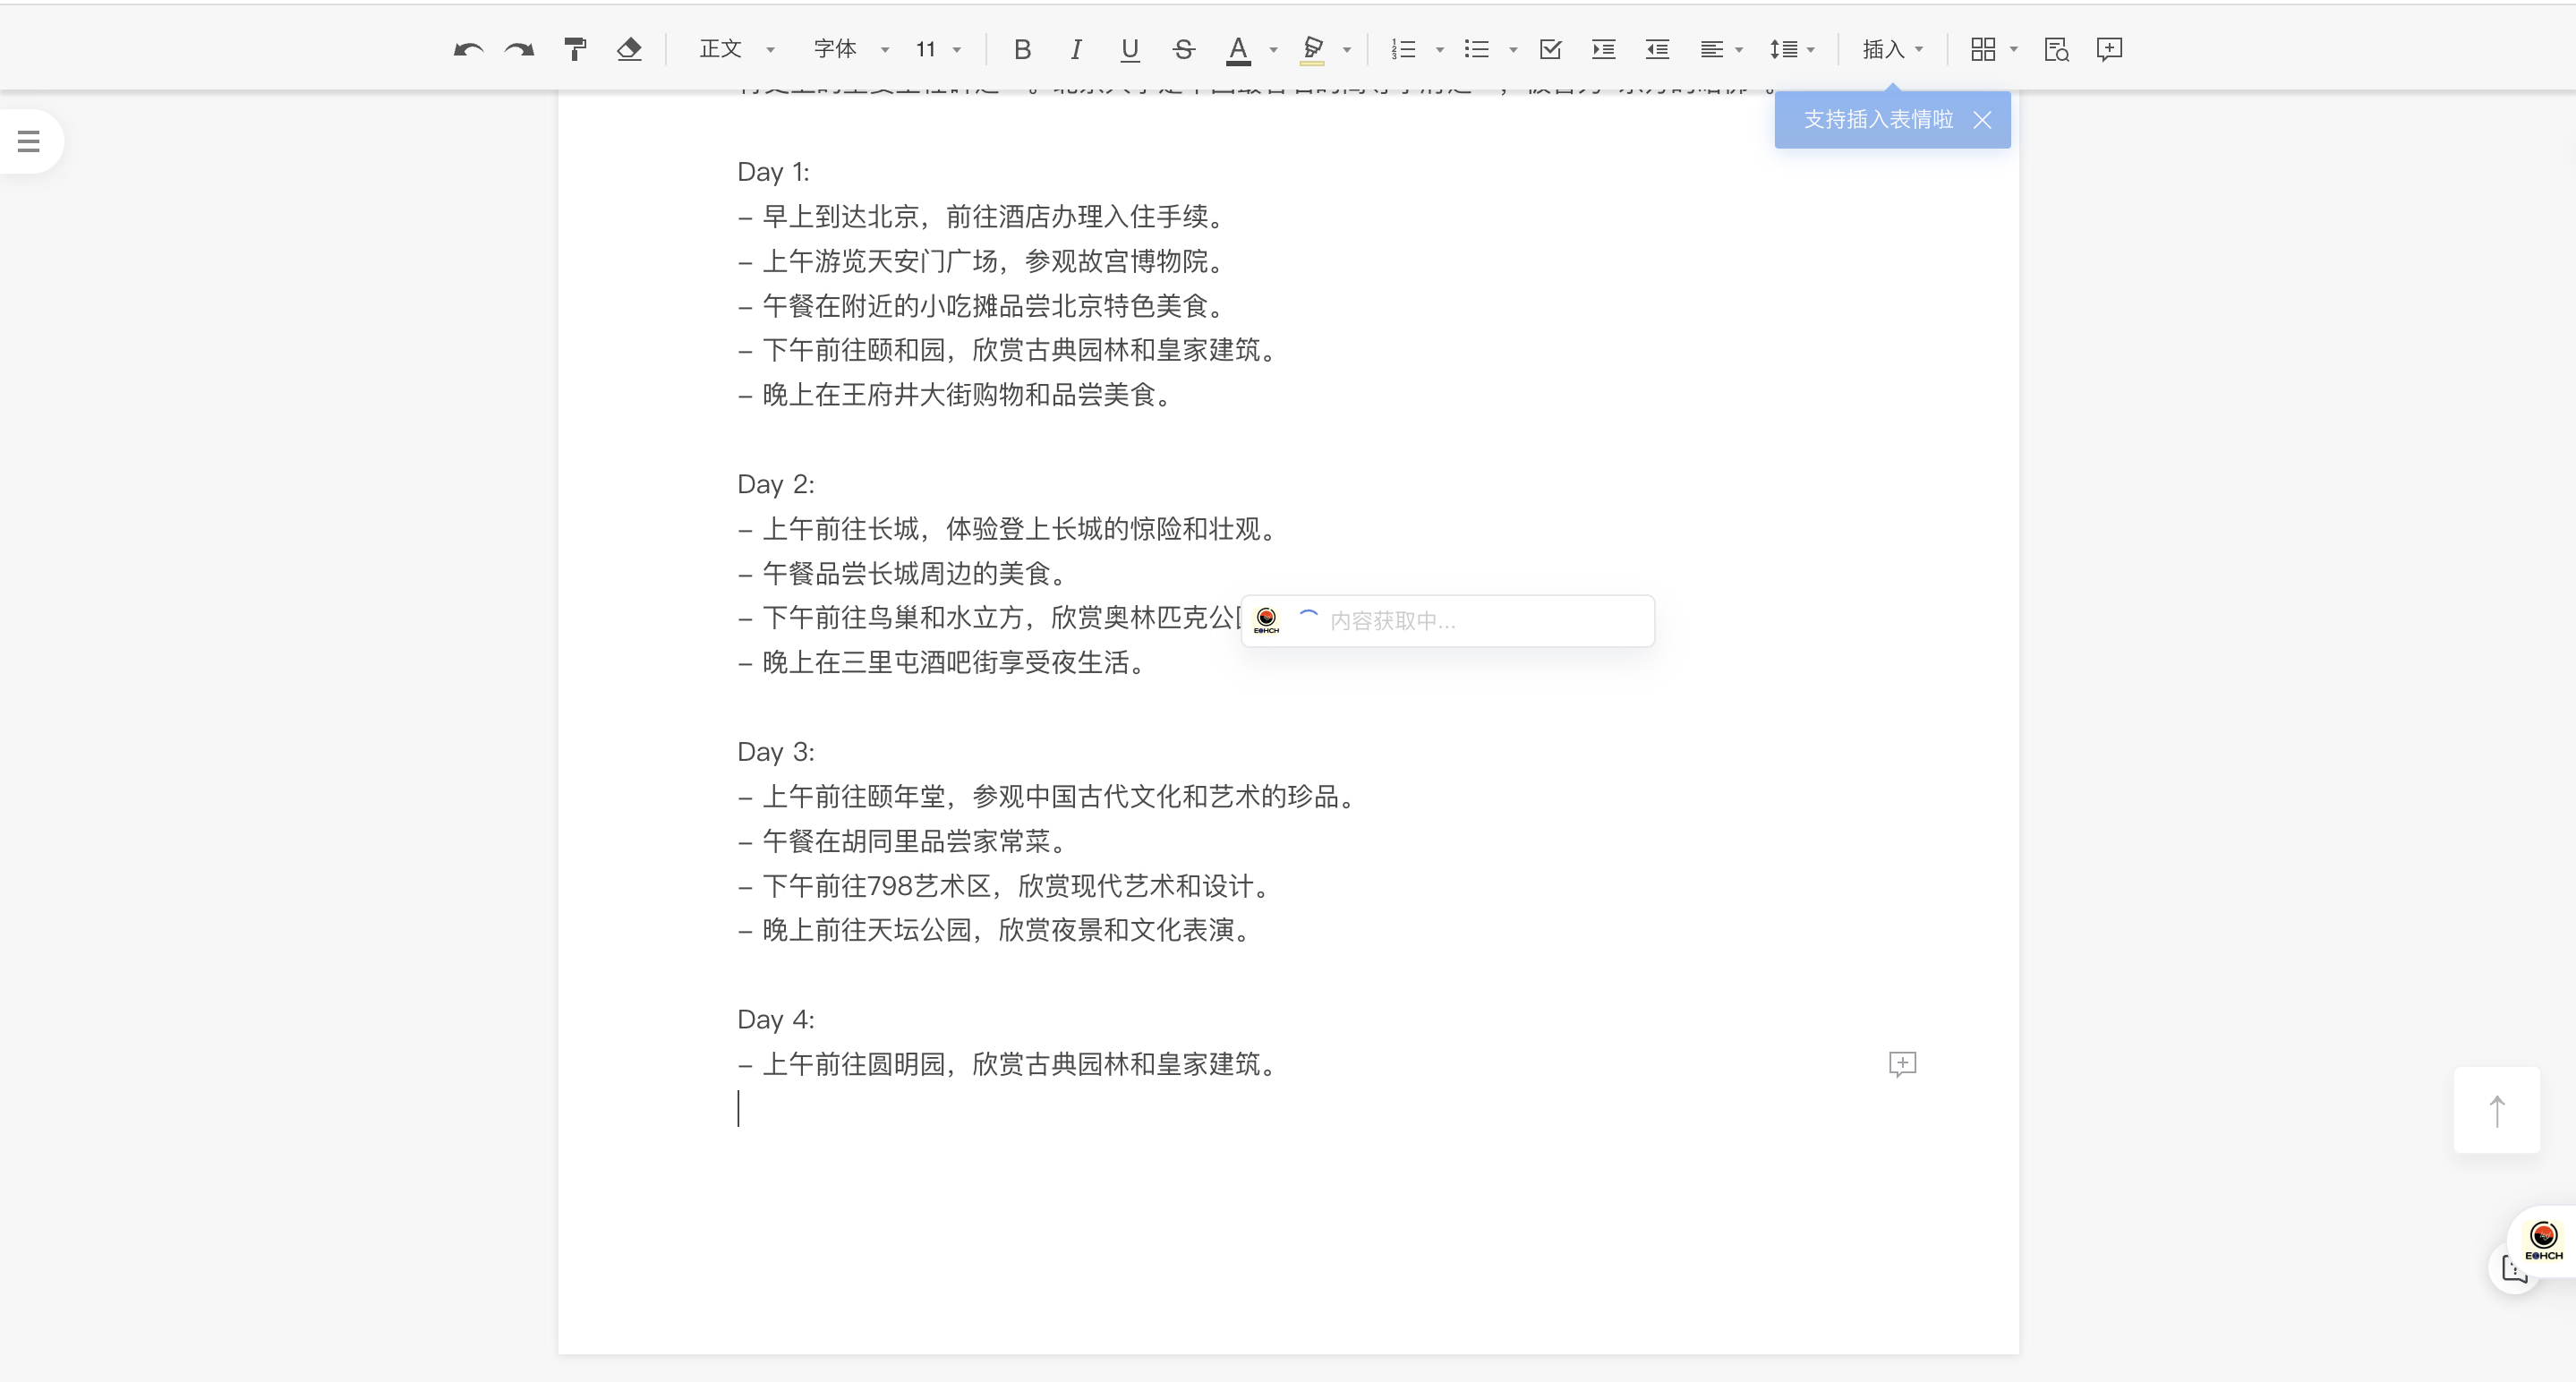 正文 字体 11 B I U S A 插入
支持插入表情啦
Day 1:
– 早上到达北京，前往酒店办理入住手续。
– 上午游览天安门广场，参观故宫博物院。
– 午餐在附近的小吃摊品尝北京特色美食。
– 下午前往颐和园，欣赏古典园林和皇家建筑。
– 晚上在王府井大街购物和品尝美食。
Day 2:
– 上午前往长城，体验登上长城的惊险和壮观。
– 午餐品尝长城周边的美食。
– 下午前往鸟巢和水立方，欣赏奥林匹克公
内容获取中...
– 晚上在三里屯酒吧街享受夜生活。
Day 3:
– 上午前往颐年堂，参观中国古代文化和艺术的珍品。
– 午餐在胡同里品尝家常菜。
– 下午前往798艺术区，欣赏现代艺术和设计。
– 晚上前往天坛公园，欣赏夜景和文化表演。
Day 4:
– 上午前往圆明园，欣赏古典园林和皇家建筑。